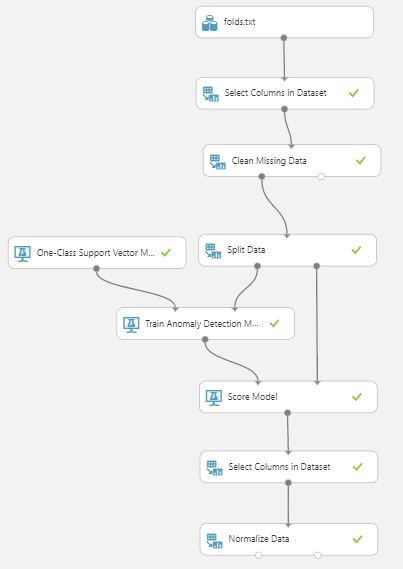 folds.txt
Select Columns in Dataset
Clean Missing Data
One-Class Support Vector M...
Split Data
Train Anomaly Detection M...
Score Model
Select Columns in Dataset
Normalize Data